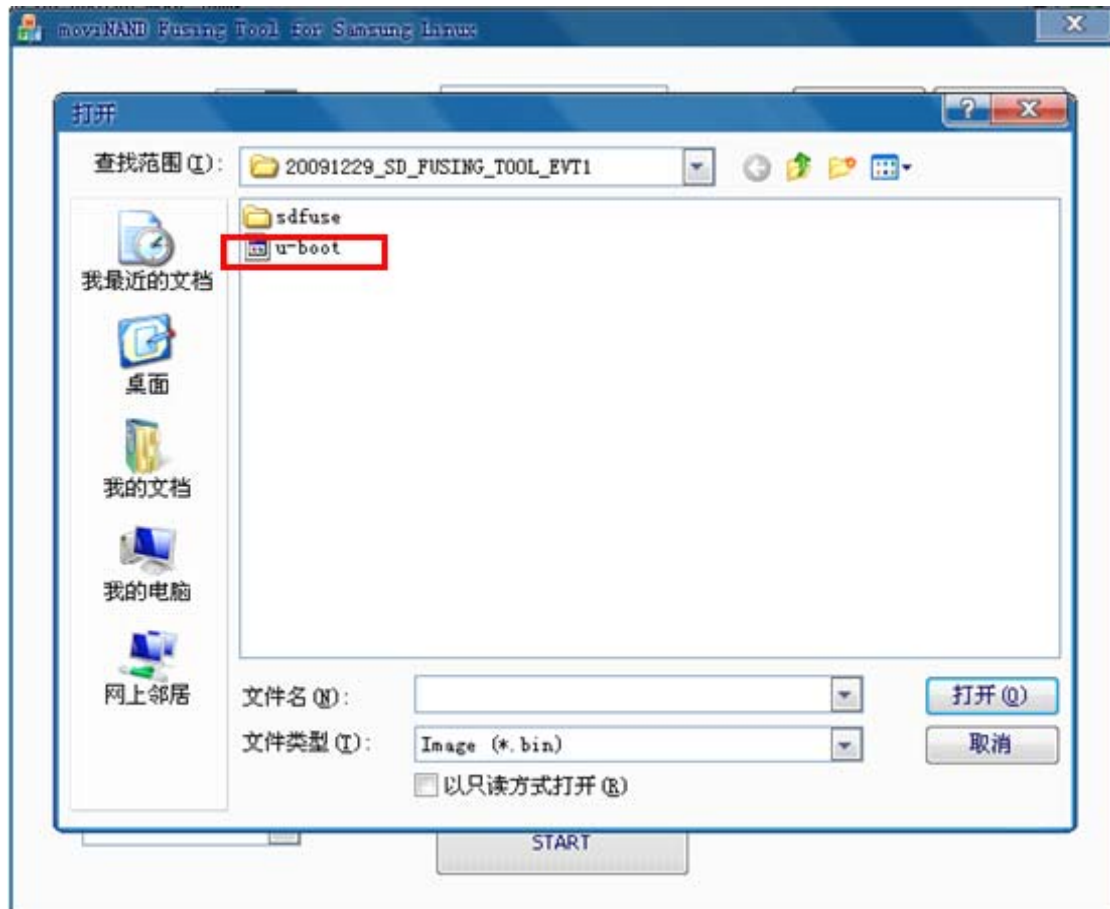 moviNAND Fusing Tool for Samsung Linux
打开
查找范围(I):
20091229_SD_FUSING_TOOL_EVT1
sdfuse
u-boot
我最近的文档
桌面
我的文档
我的电脑
网上邻居
文件名(N):
打开(O)
文件类型(T):
Image (*.bin)
取消
以只读方式打开(R)
START